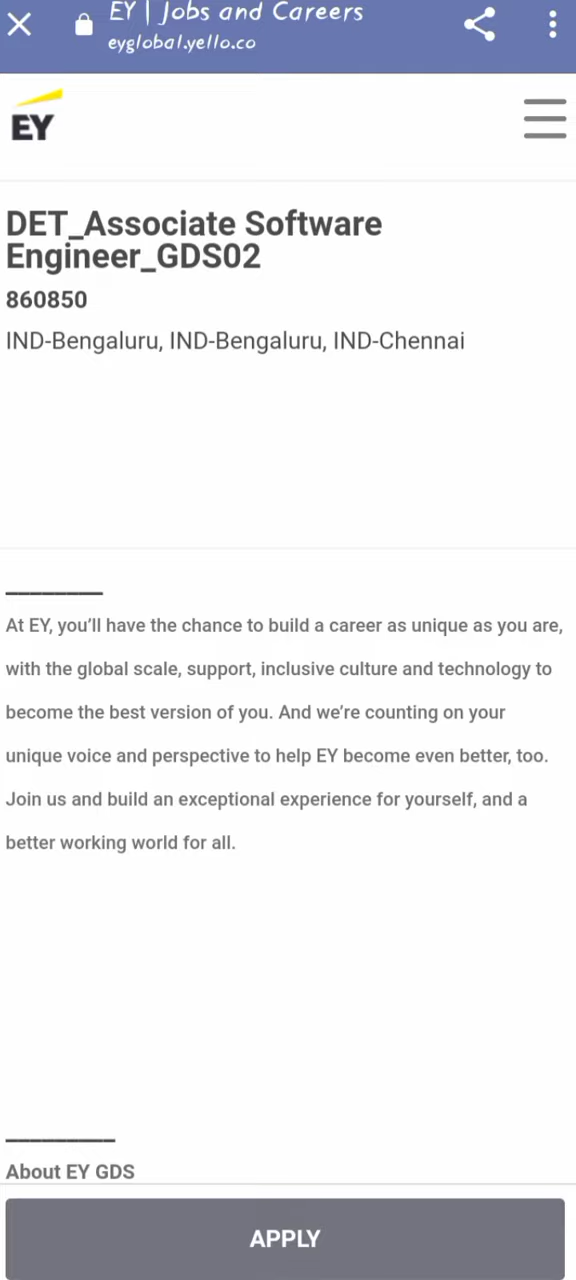 EY | Jobs and Careers
eyglobal.yello.co
EY
DET_Associate Software
Engineer_GDS02
860850
IND-Bengaluru, IND-Bengaluru, IND-Chennai
At EY, you’ll have the chance to build a career as unique as you are,
with the global scale, support, inclusive culture and technology to
become the best version of you. And we’re counting on your
unique voice and perspective to help EY become even better, too.
Join us and build an exceptional experience for yourself, and a
better working world for all.
About EY GDS
APPLY